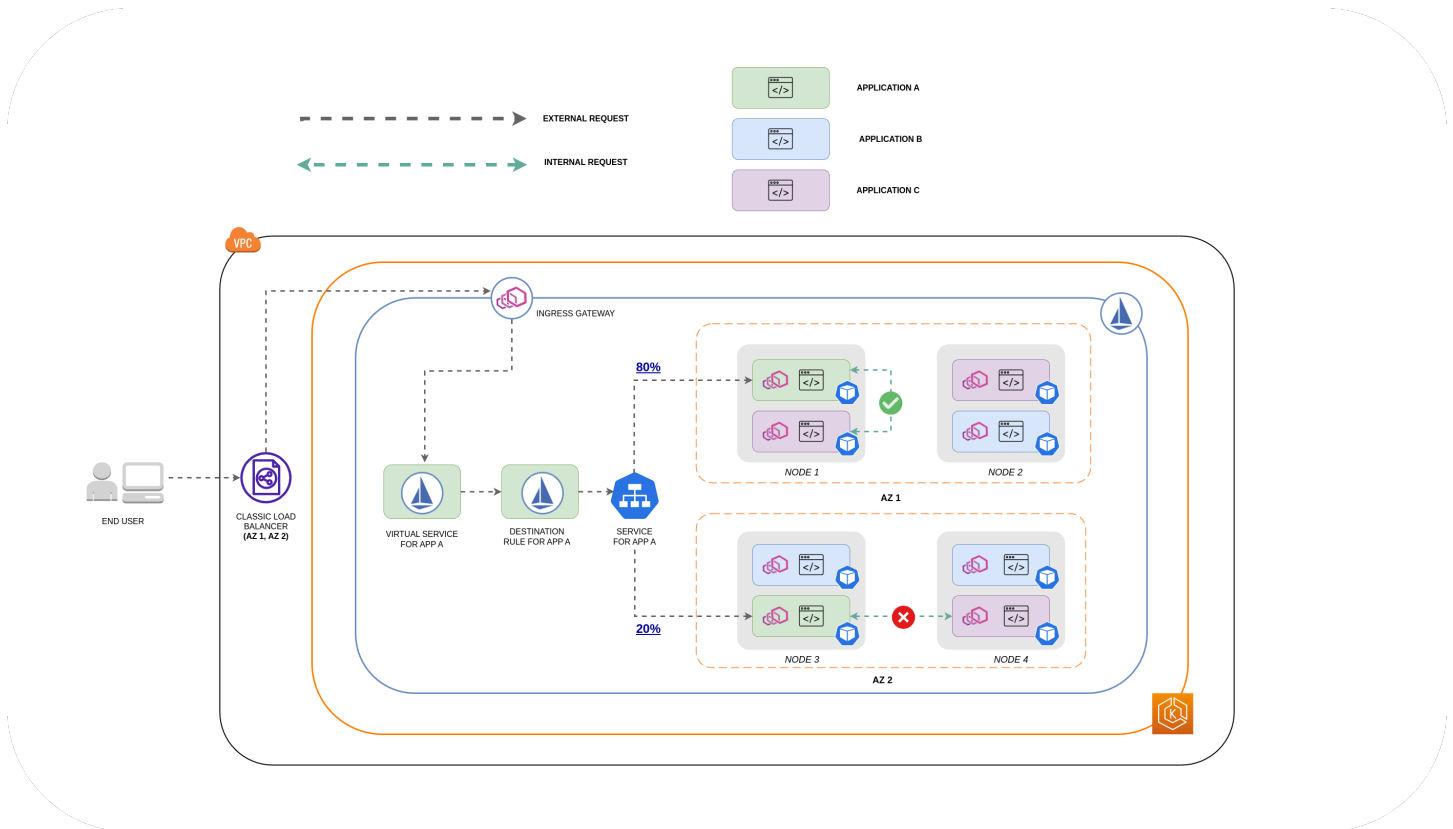 APPLICATION A
EXTERNAL REQUEST
APPLICATION B
INTERNAL REQUEST
APPLICATION C
VPC
INGRESS GATEWAY
80%
NODE 1
NODE 2
AZ 1
END USER
CLASSIC LOAD
BALANCER
(AZ 1, AZ 2)
VIRTUAL SERVICE
FOR APP A
DESTINATION
RULE FOR APP A
SERVICE
FOR APP A
20%
NODE 3
NODE 4
AZ 2
K